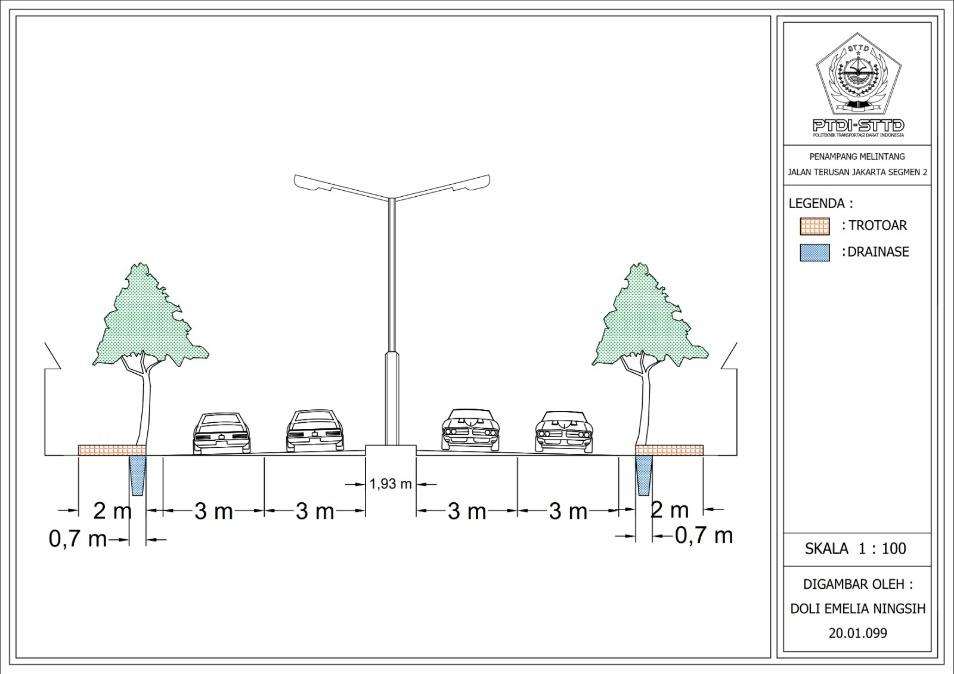 1,93 m
2 m
3 m
3 m
3 m
3 m
2 m
0,7 m
0,7 m
STTD
PTDI-STTD
POLITEKNIK TRANSPORTASI DARAT INDONESIA
PENAMPANG MELINTANG
JALAN TERUSAN JAKARTA SEGMEN 2
LEGENDA :
: TROTOAR
: DRAINASE
SKALA 1 : 100
DIGAMBAR OLEH :
DOLI EMELIA NINGSIH
20.01.099